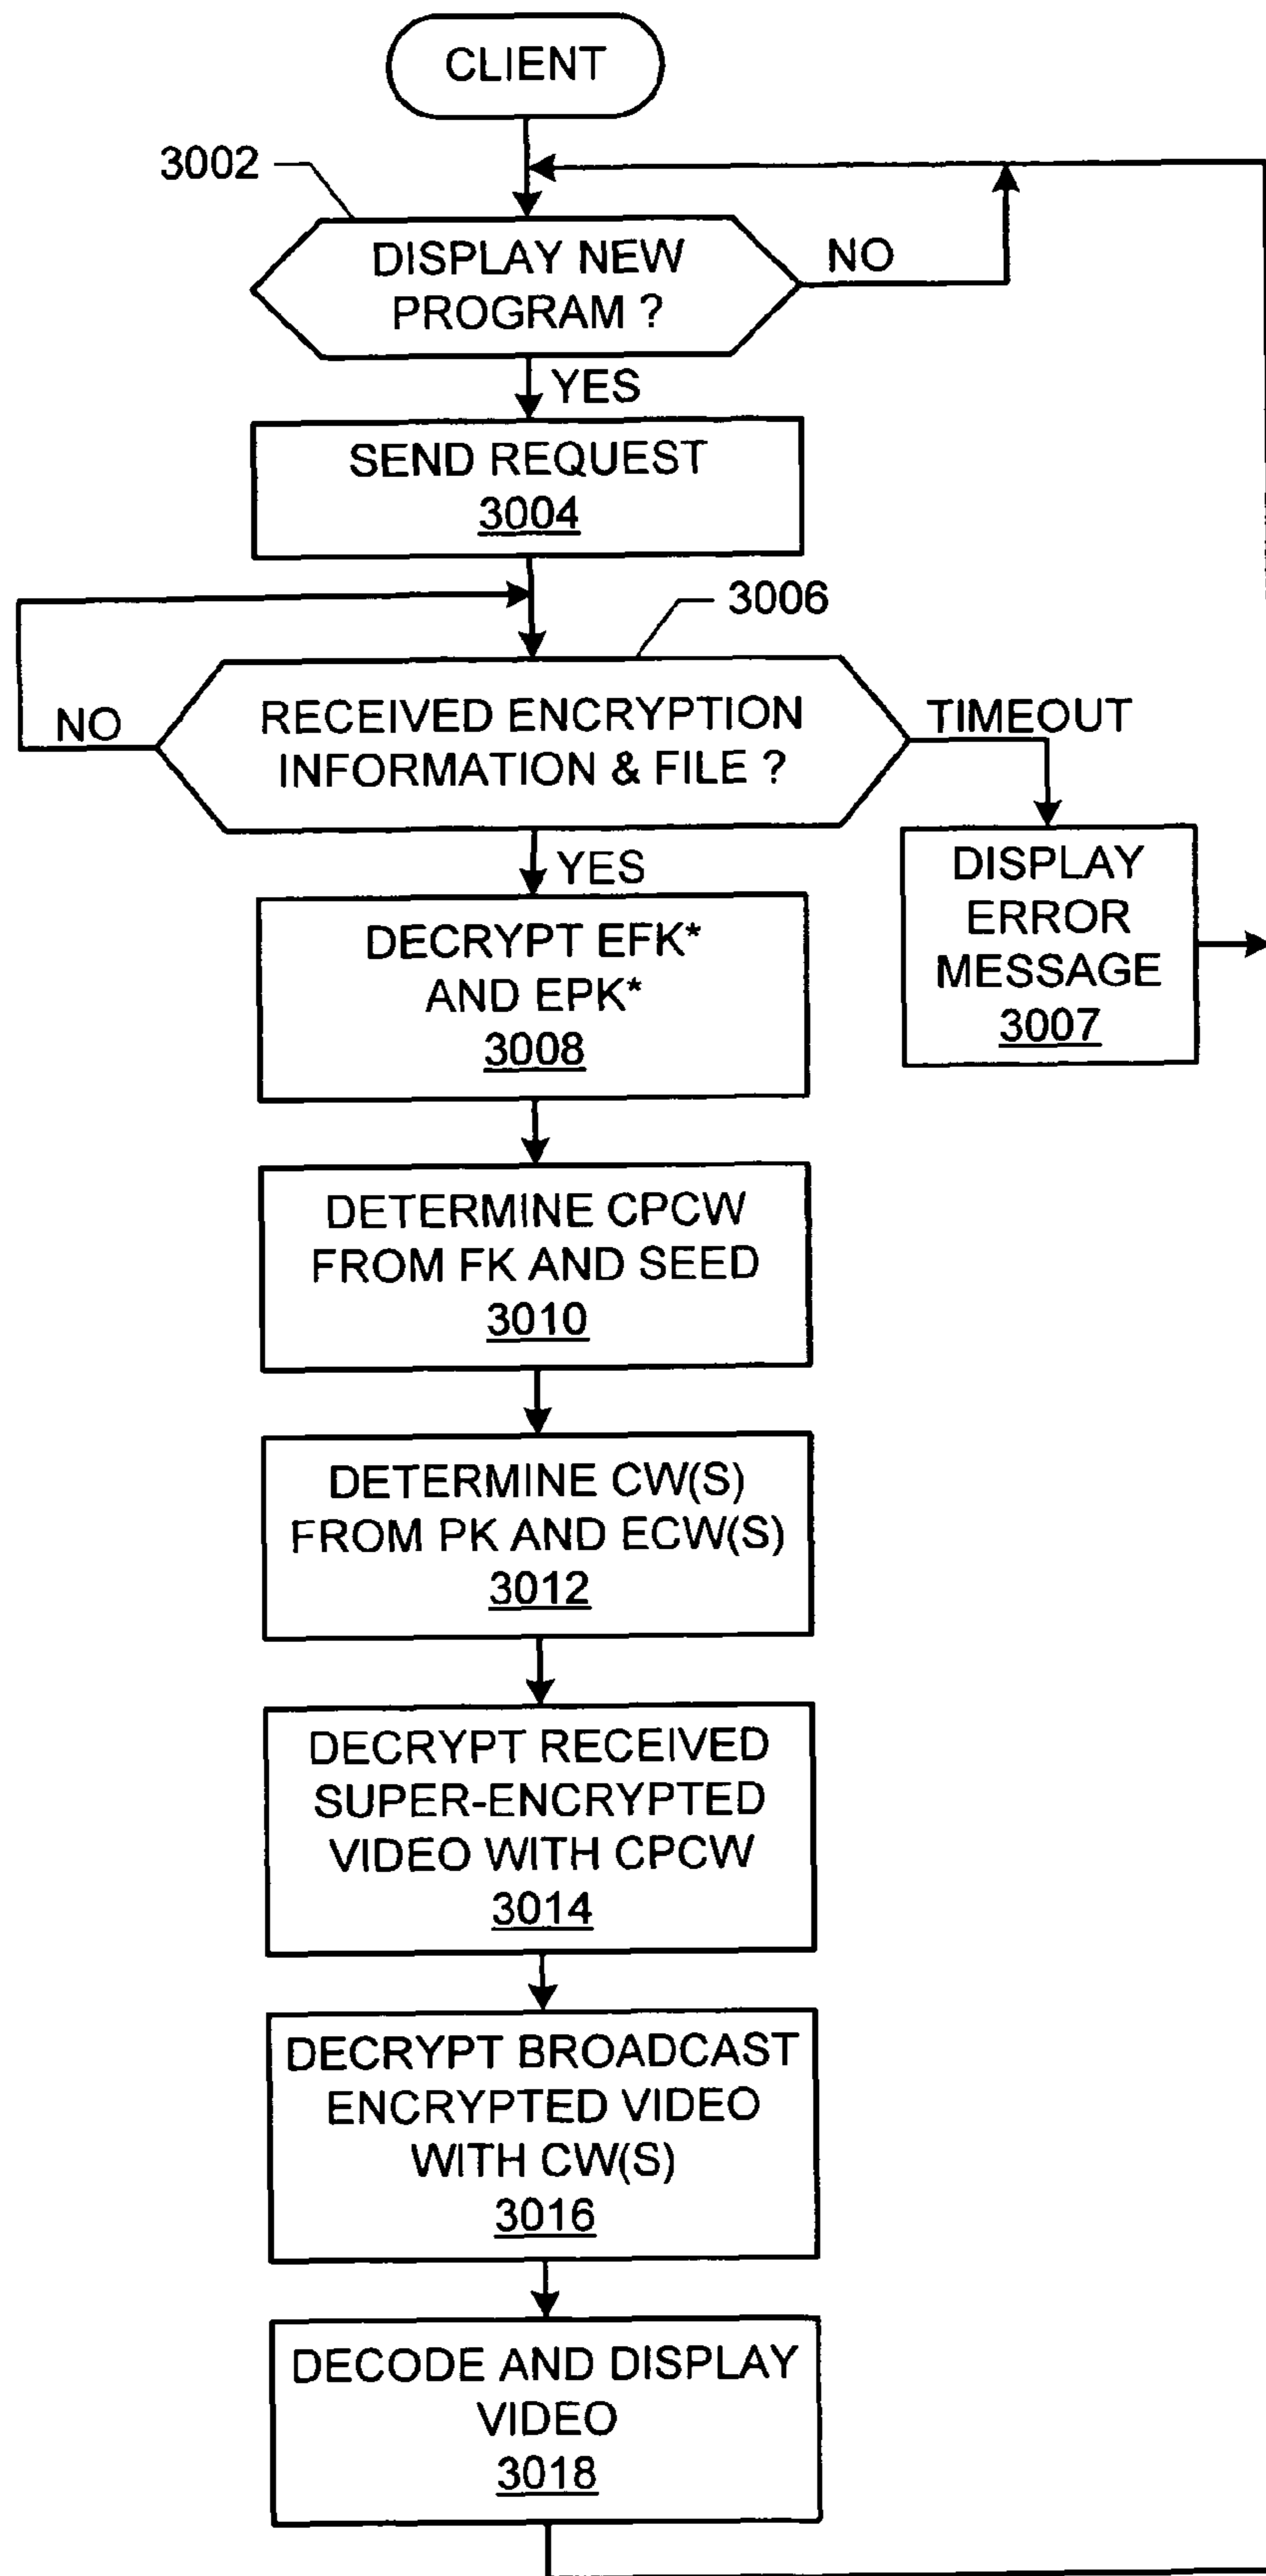 CLIENT
3002
DISPLAY NEW
PROGRAM ?
NO
YES
SEND REQUEST
3004
3006
NO
RECEIVED ENCRYPTION
INFORMATION & FILE ?
TIMEOUT
YES
DISPLAY
ERROR
MESSAGE
3007
DECRYPT EFK*
AND EPK*
3008
DETERMINE CPCW
FROM FK AND SEED
3010
DETERMINE CW(S)
FROM PK AND ECW(S)
3012
DECRYPT RECEIVED
SUPER-ENCRYPTED
VIDEO WITH CPCW
3014
DECRYPT BROADCAST
ENCRYPTED VIDEO
WITH CW(S)
3016
DECODE AND DISPLAY
VIDEO
3018